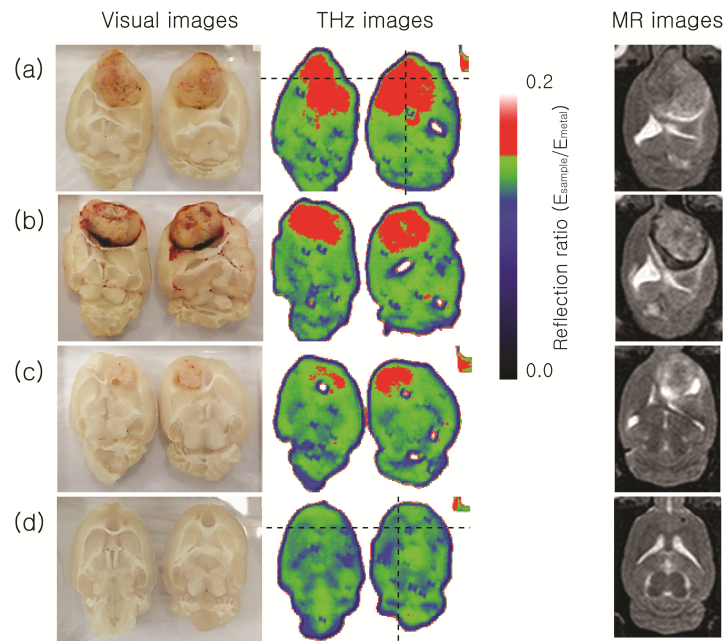 Visual images THz images MR images
(a)
(b)
(c)
(d)
0.2
Reflection ratio (Esample/Emetal)
0.0